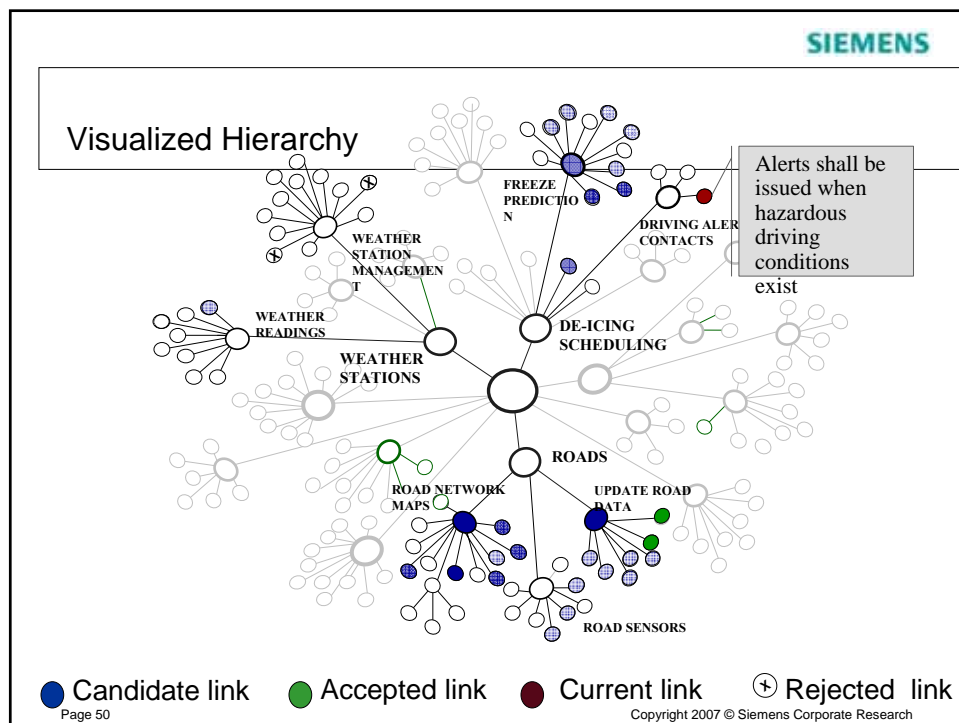 SIEMENS
Visualized Hierarchy
Alerts shall be
issued when
hazardous
driving
conditions
exist
FREEZE
PREDICTIO
N
DRIVING ALER
CONTACTS
WEATHER
STATION
MANAGEMEN
T
WEATHER
READINGS
WEATHER
STATIONS
DE-ICING
SCHEDULING
ROADS
ROAD NETWORK
MAPS
UPDATE ROAD
DATA
ROAD SENSORS
Candidate link
Accepted link
Current link
Rejected link
Page 50
Copyright 2007 © Siemens Corporate Research